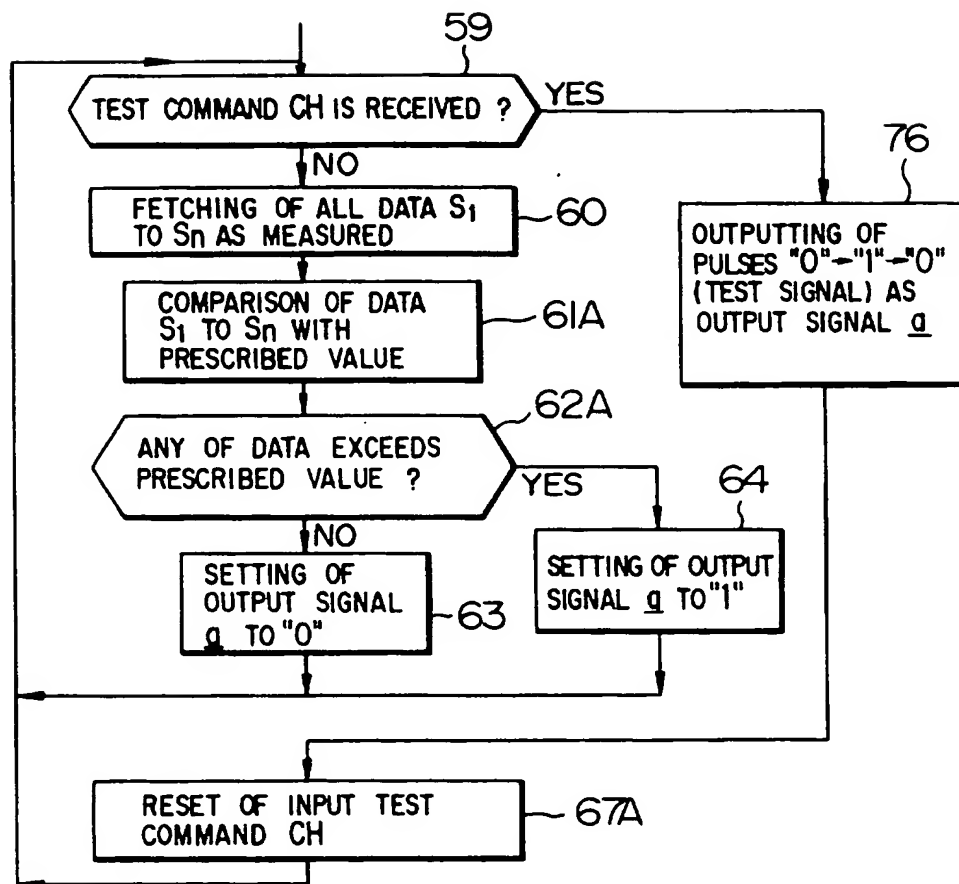 59
TEST COMMAND CH IS RECEIVED ?
YES
NO
FETCHING OF ALL DATA S1
TO Sn AS MEASURED
60
COMPARISON OF DATA
S1 TO Sn WITH
PRESCRIBED VALUE
61A
62A
ANY OF DATA EXCEEDS
PRESCRIBED VALUE ?
YES
NO
SETTING OF
OUTPUT SIGNAL
a TO "0"
63
64
SETTING OF OUTPUT
SIGNAL a TO "1"
76
OUTPUTTING OF
PULSES "0"→"1"→"0"
(TEST SIGNAL) AS
OUTPUT SIGNAL a
RESET OF INPUT TEST
COMMAND CH
67A